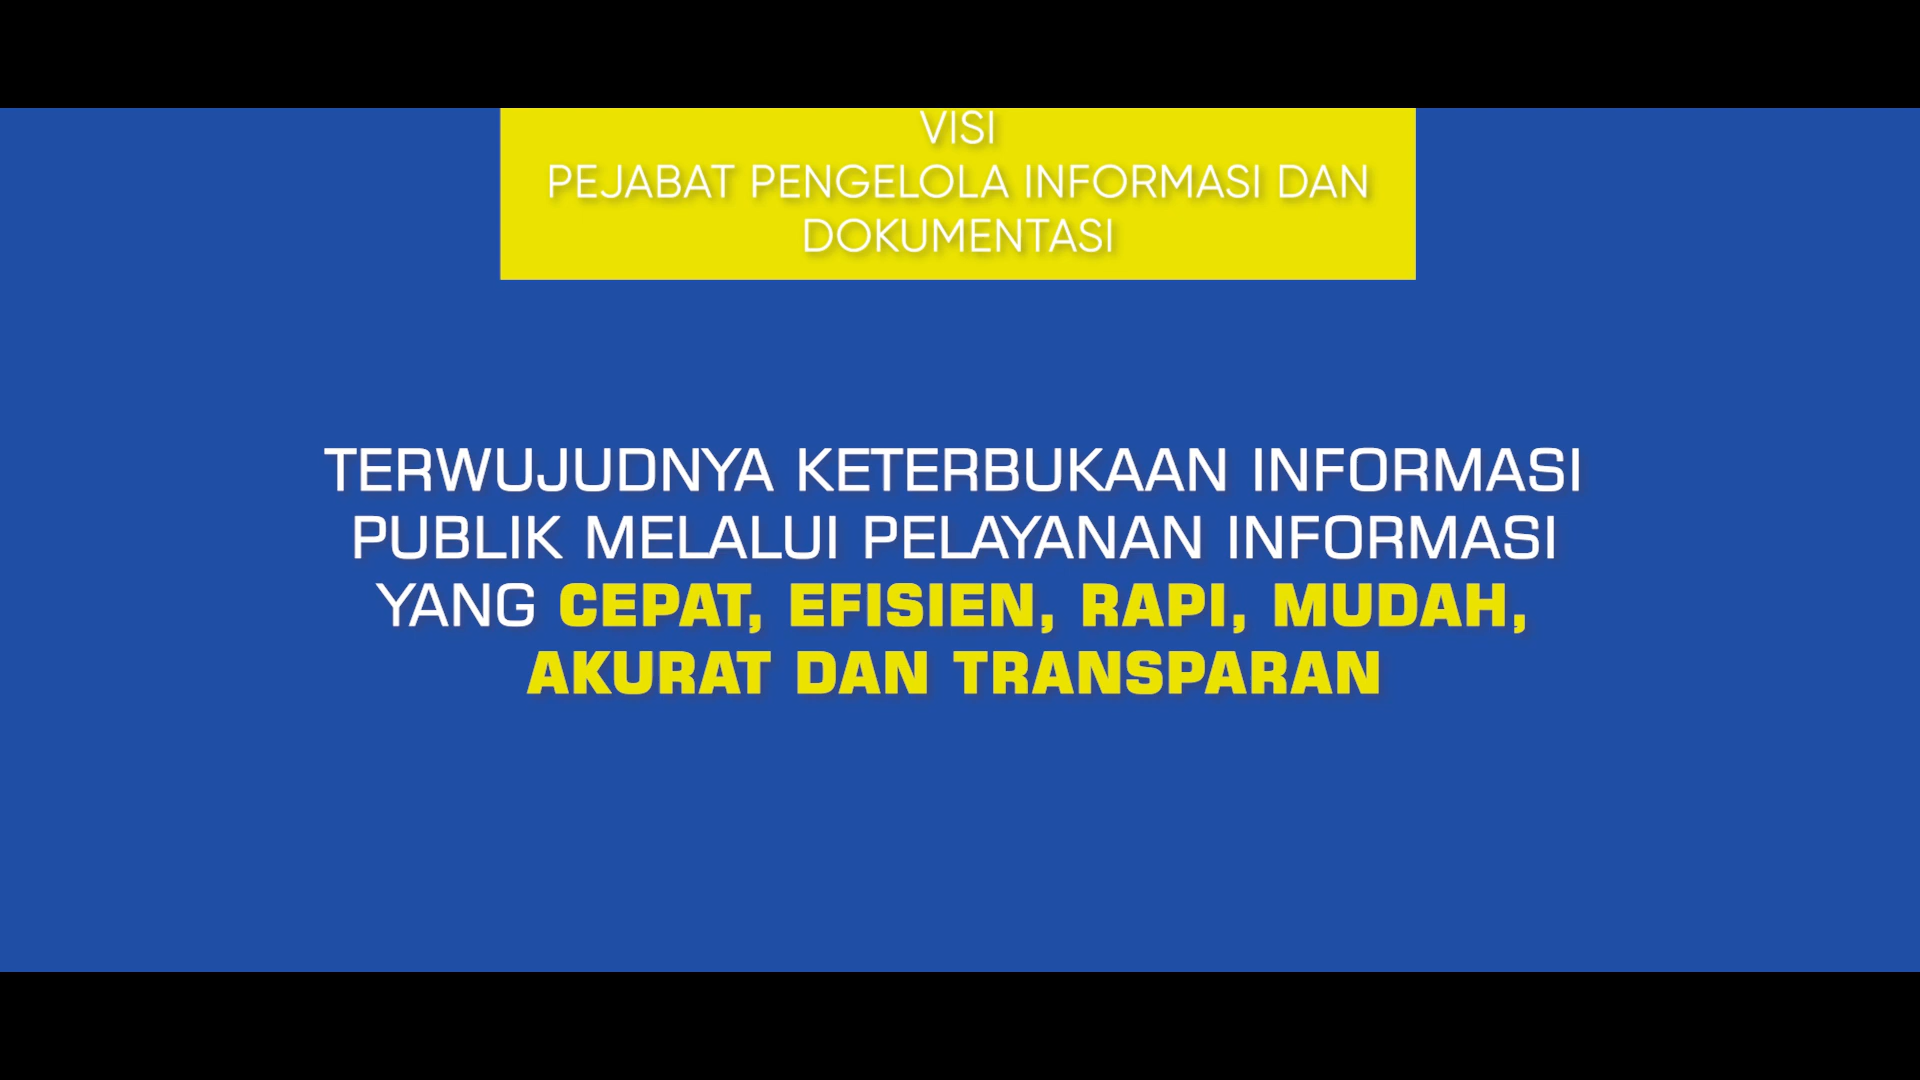 VISI
PEJABAT PENGELOLA INFORMASI DAN
DOKUMENTASI
TERWUJUDNYA KETERBUKAAN INFORMASI
PUBLIK MELALUI PELAYANAN INFORMASI
YANG CEPAT, EFISIEN, RAPI, MUDAH,
AKURAT DAN TRANSPARAN